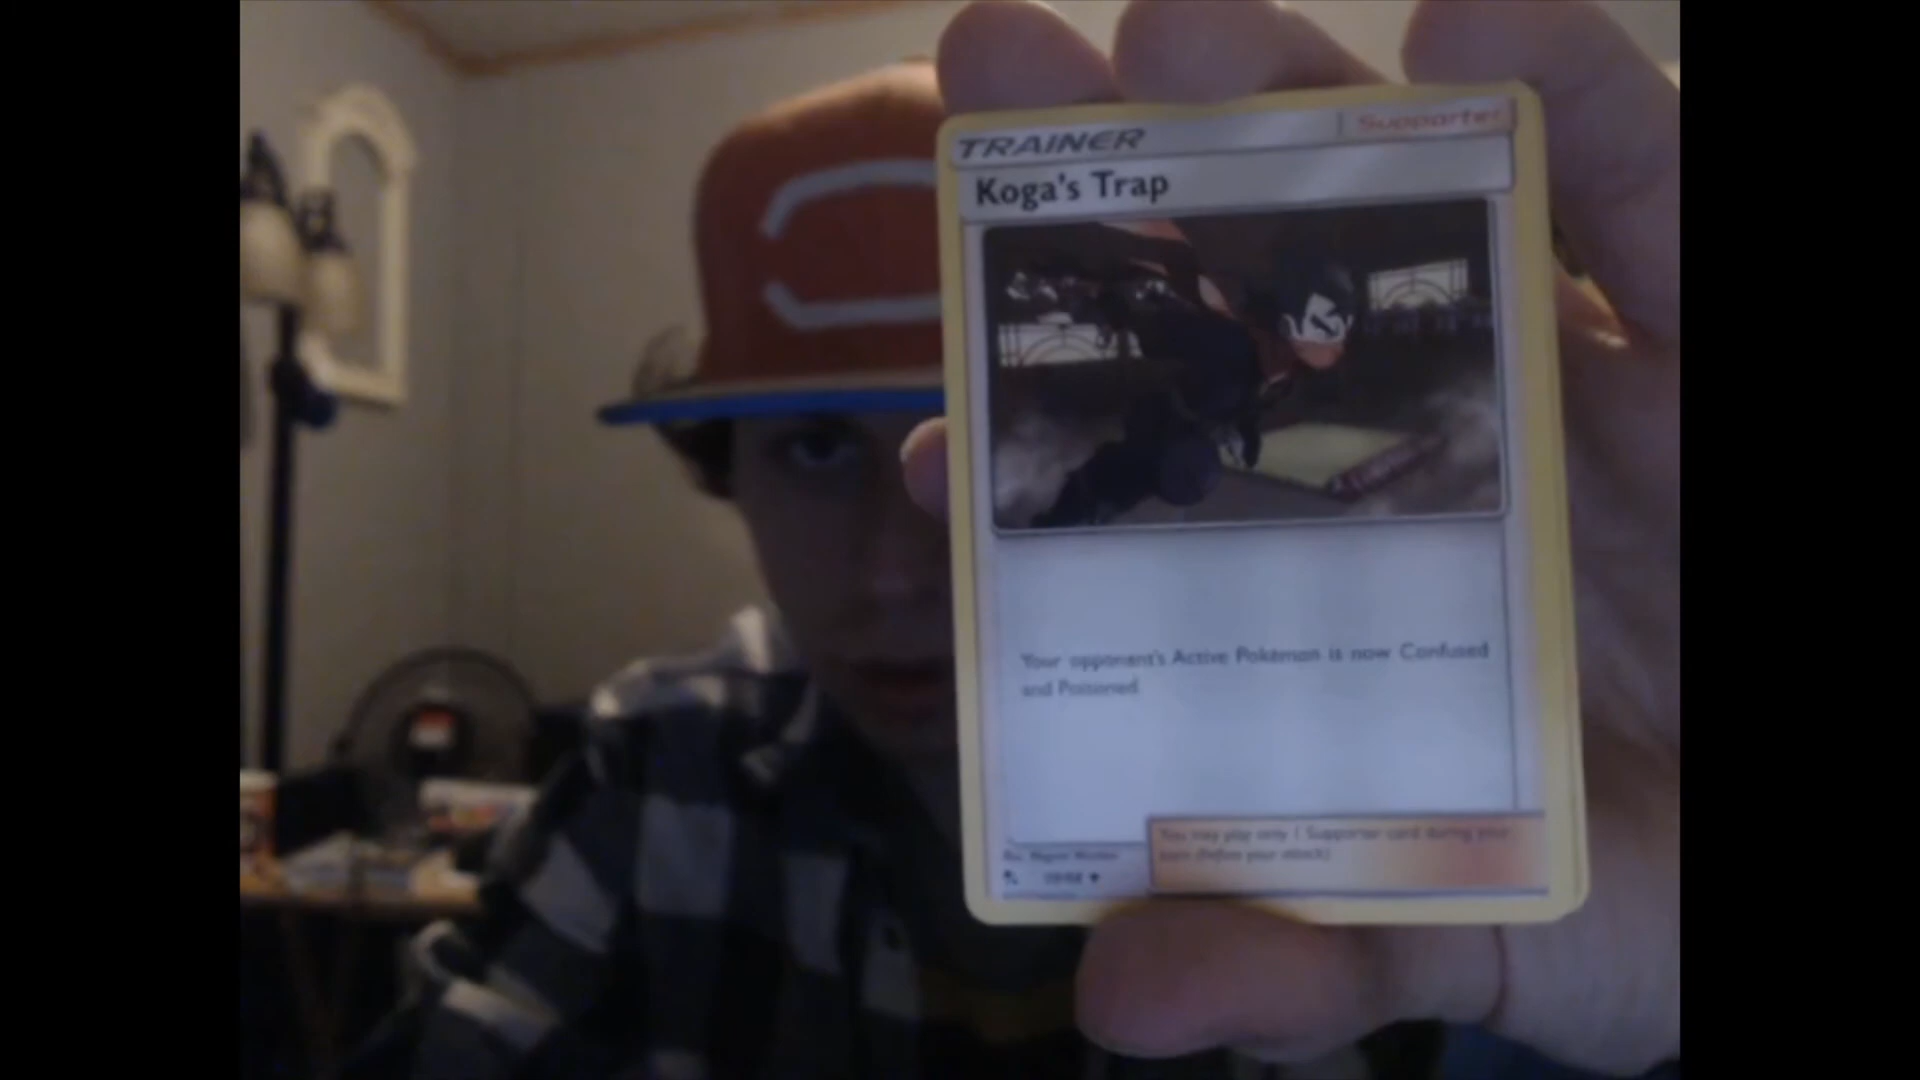 TRAINER Supporter
Koga's Trap
Your opponent's Active Pokémon is now Confused
and Poisoned.
You may play only 1 Supporter card during your
turn (before your attack).